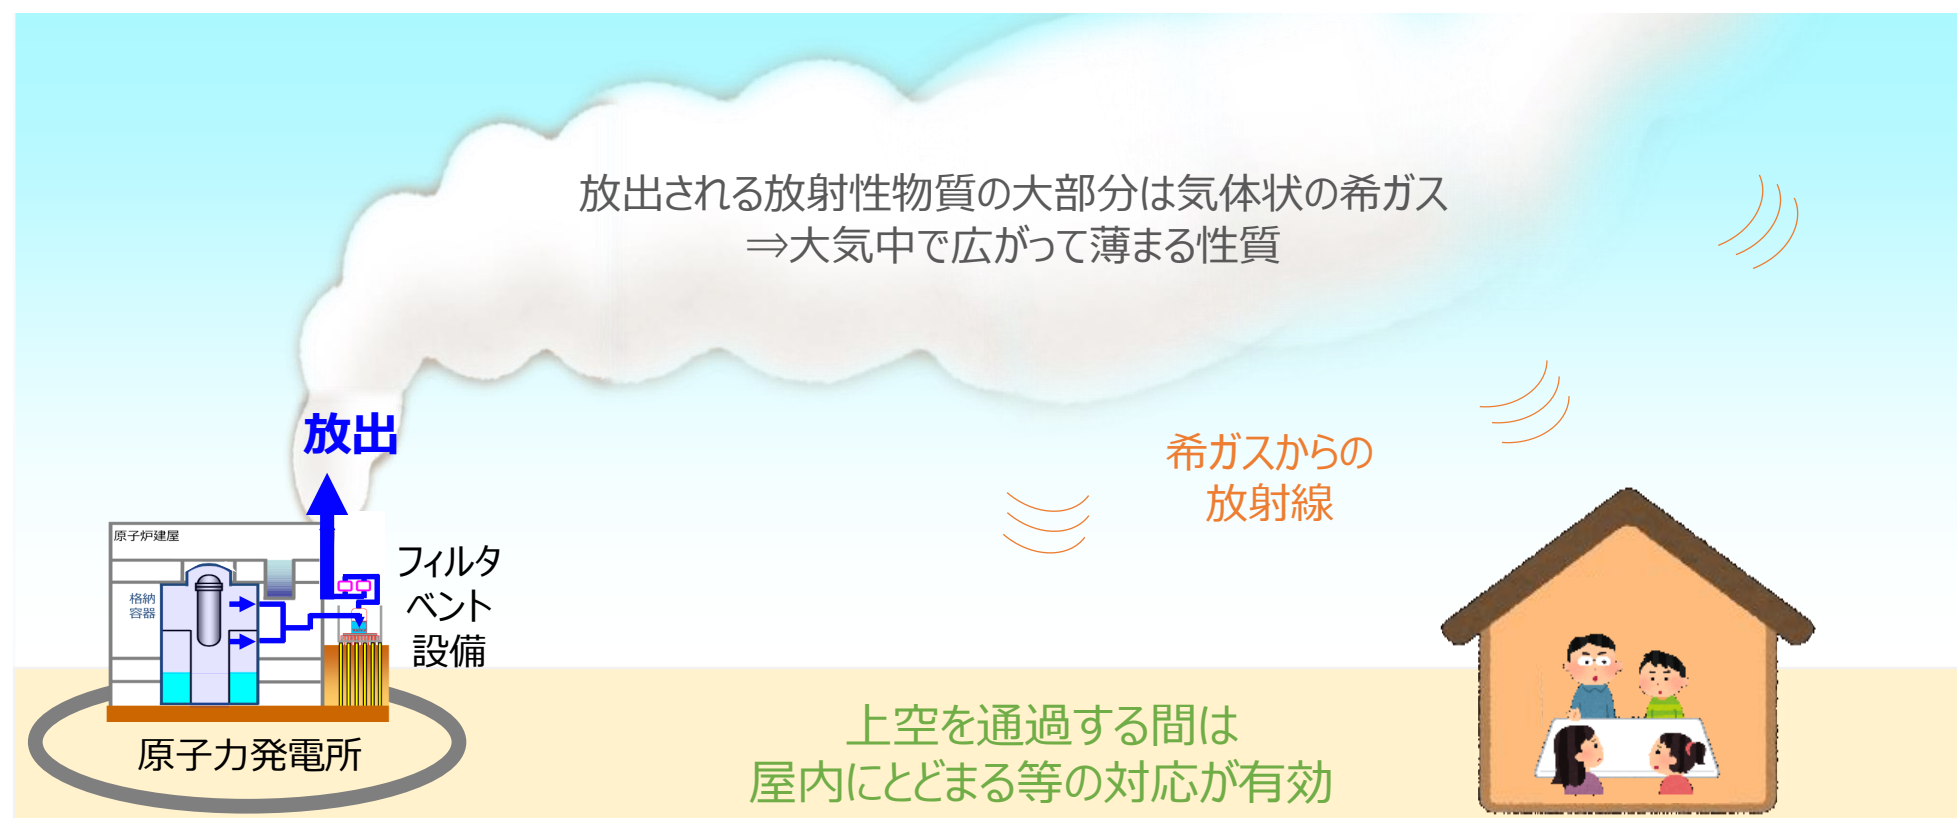 放出される放射性物質の大部分は気体状の希ガス
⇒大気中で広がって薄まる性質
放出
希ガスからの
放射線
原子炉建屋
格納
容器
フィルタ
ベント
設備
原子力発電所
上空を通過する間は
屋内にとどまる等の対応が有効